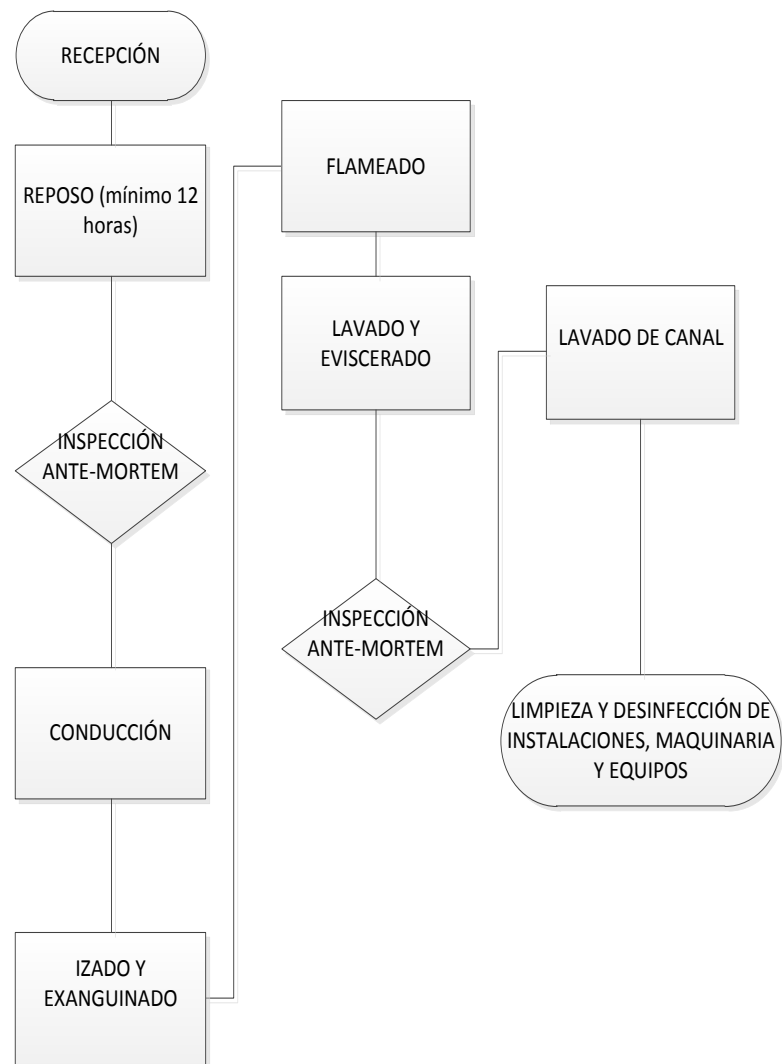 RECEPCIÓN
REPOSO (mínimo 12
horas)
INSPECCIÓN
ANTE-MORTEM
CONDUCCIÓN
IZADO Y
EXANGUINADO
FLAMEADO
LAVADO Y
EVISCERADO
INSPECCIÓN
ANTE-MORTEM
LAVADO DE CANAL
LIMPIEZA Y DESINFECCIÓN DE
INSTALACIONES, MAQUINARIA
Y EQUIPOS